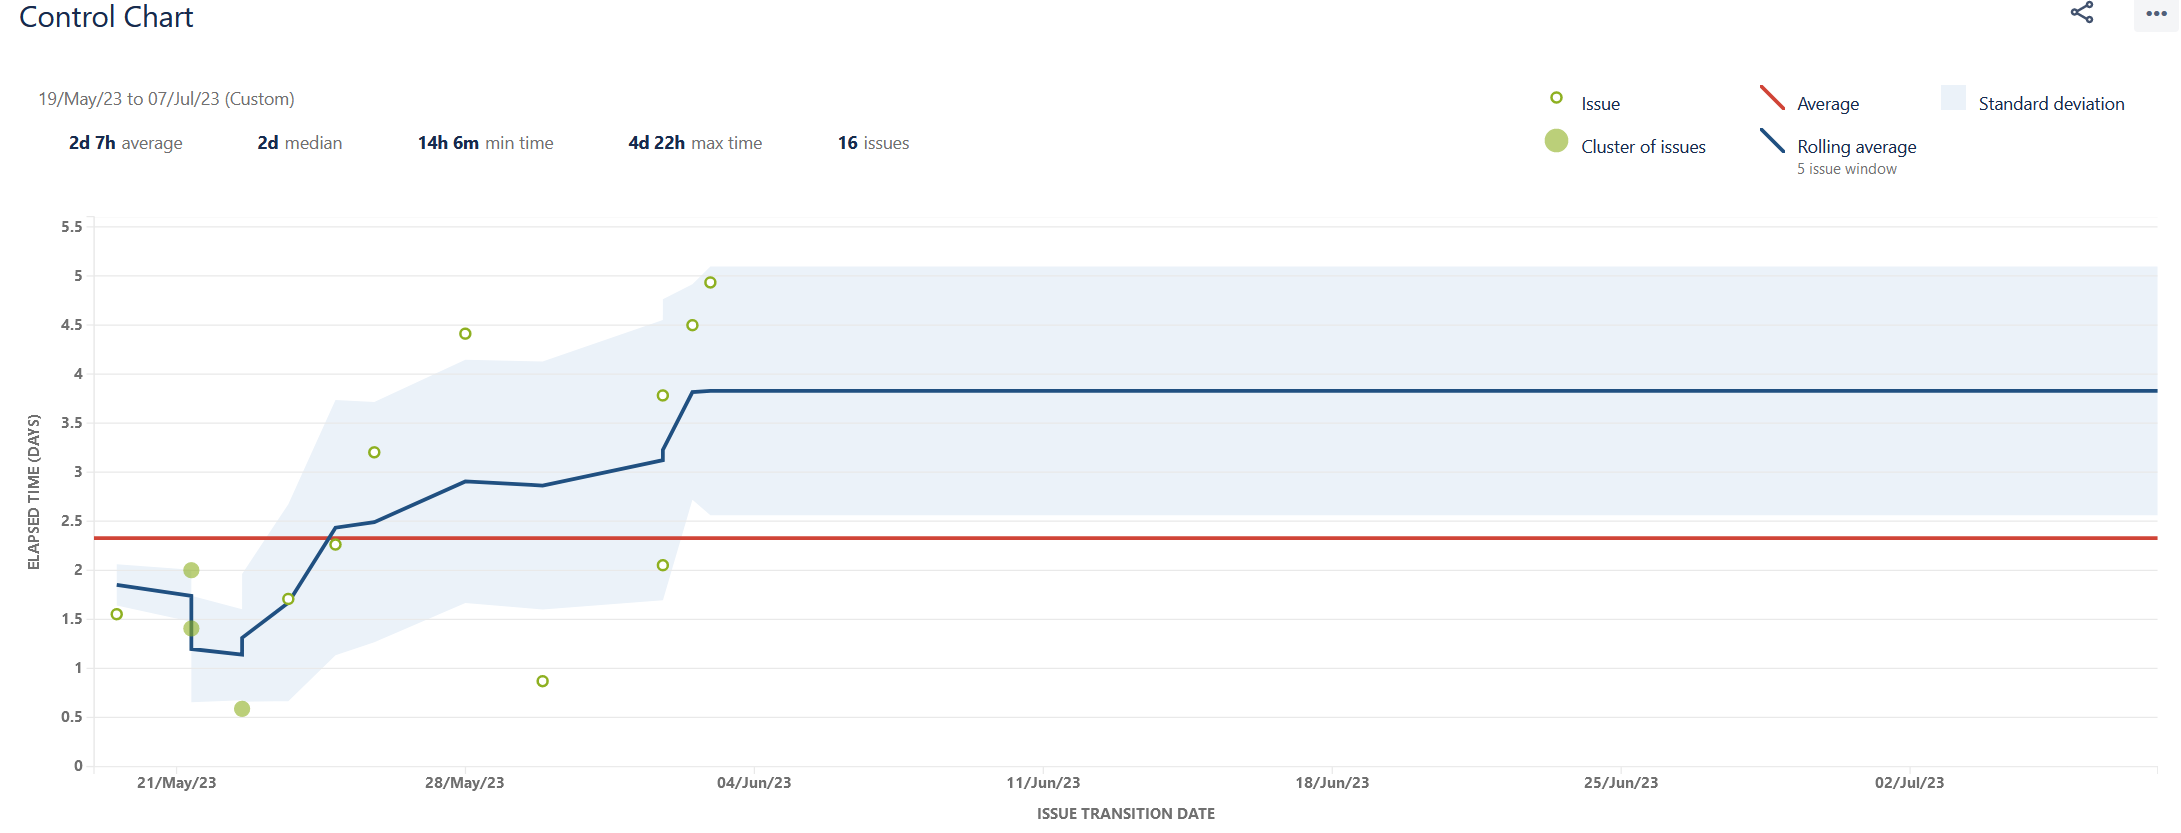 Control Chart
19/May/23 to 07/Jul/23 (Custom)
2d 7h average 2d median 14h 6m min time 4d 22h max time 16 issues
Issue Average Standard deviation
Cluster of issues Rolling average
5 issue window
5.5
5
4.5
4
3.5
3
2.5
2
1.5
1
0.5
0
ELAPSED TIME (DAYS)
21/May/23 28/May/23 04/Jun/23 11/Jun/23 18/Jun/23 25/Jun/23 02/Jul/23
ISSUE TRANSITION DATE